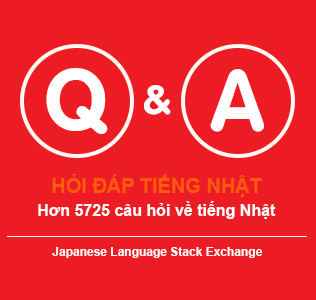 Q & A
HỎI ĐÁP TIẾNG NHẬT
Hơn 5725 câu hỏi về tiếng Nhật
Japanese Language Stack Exchange